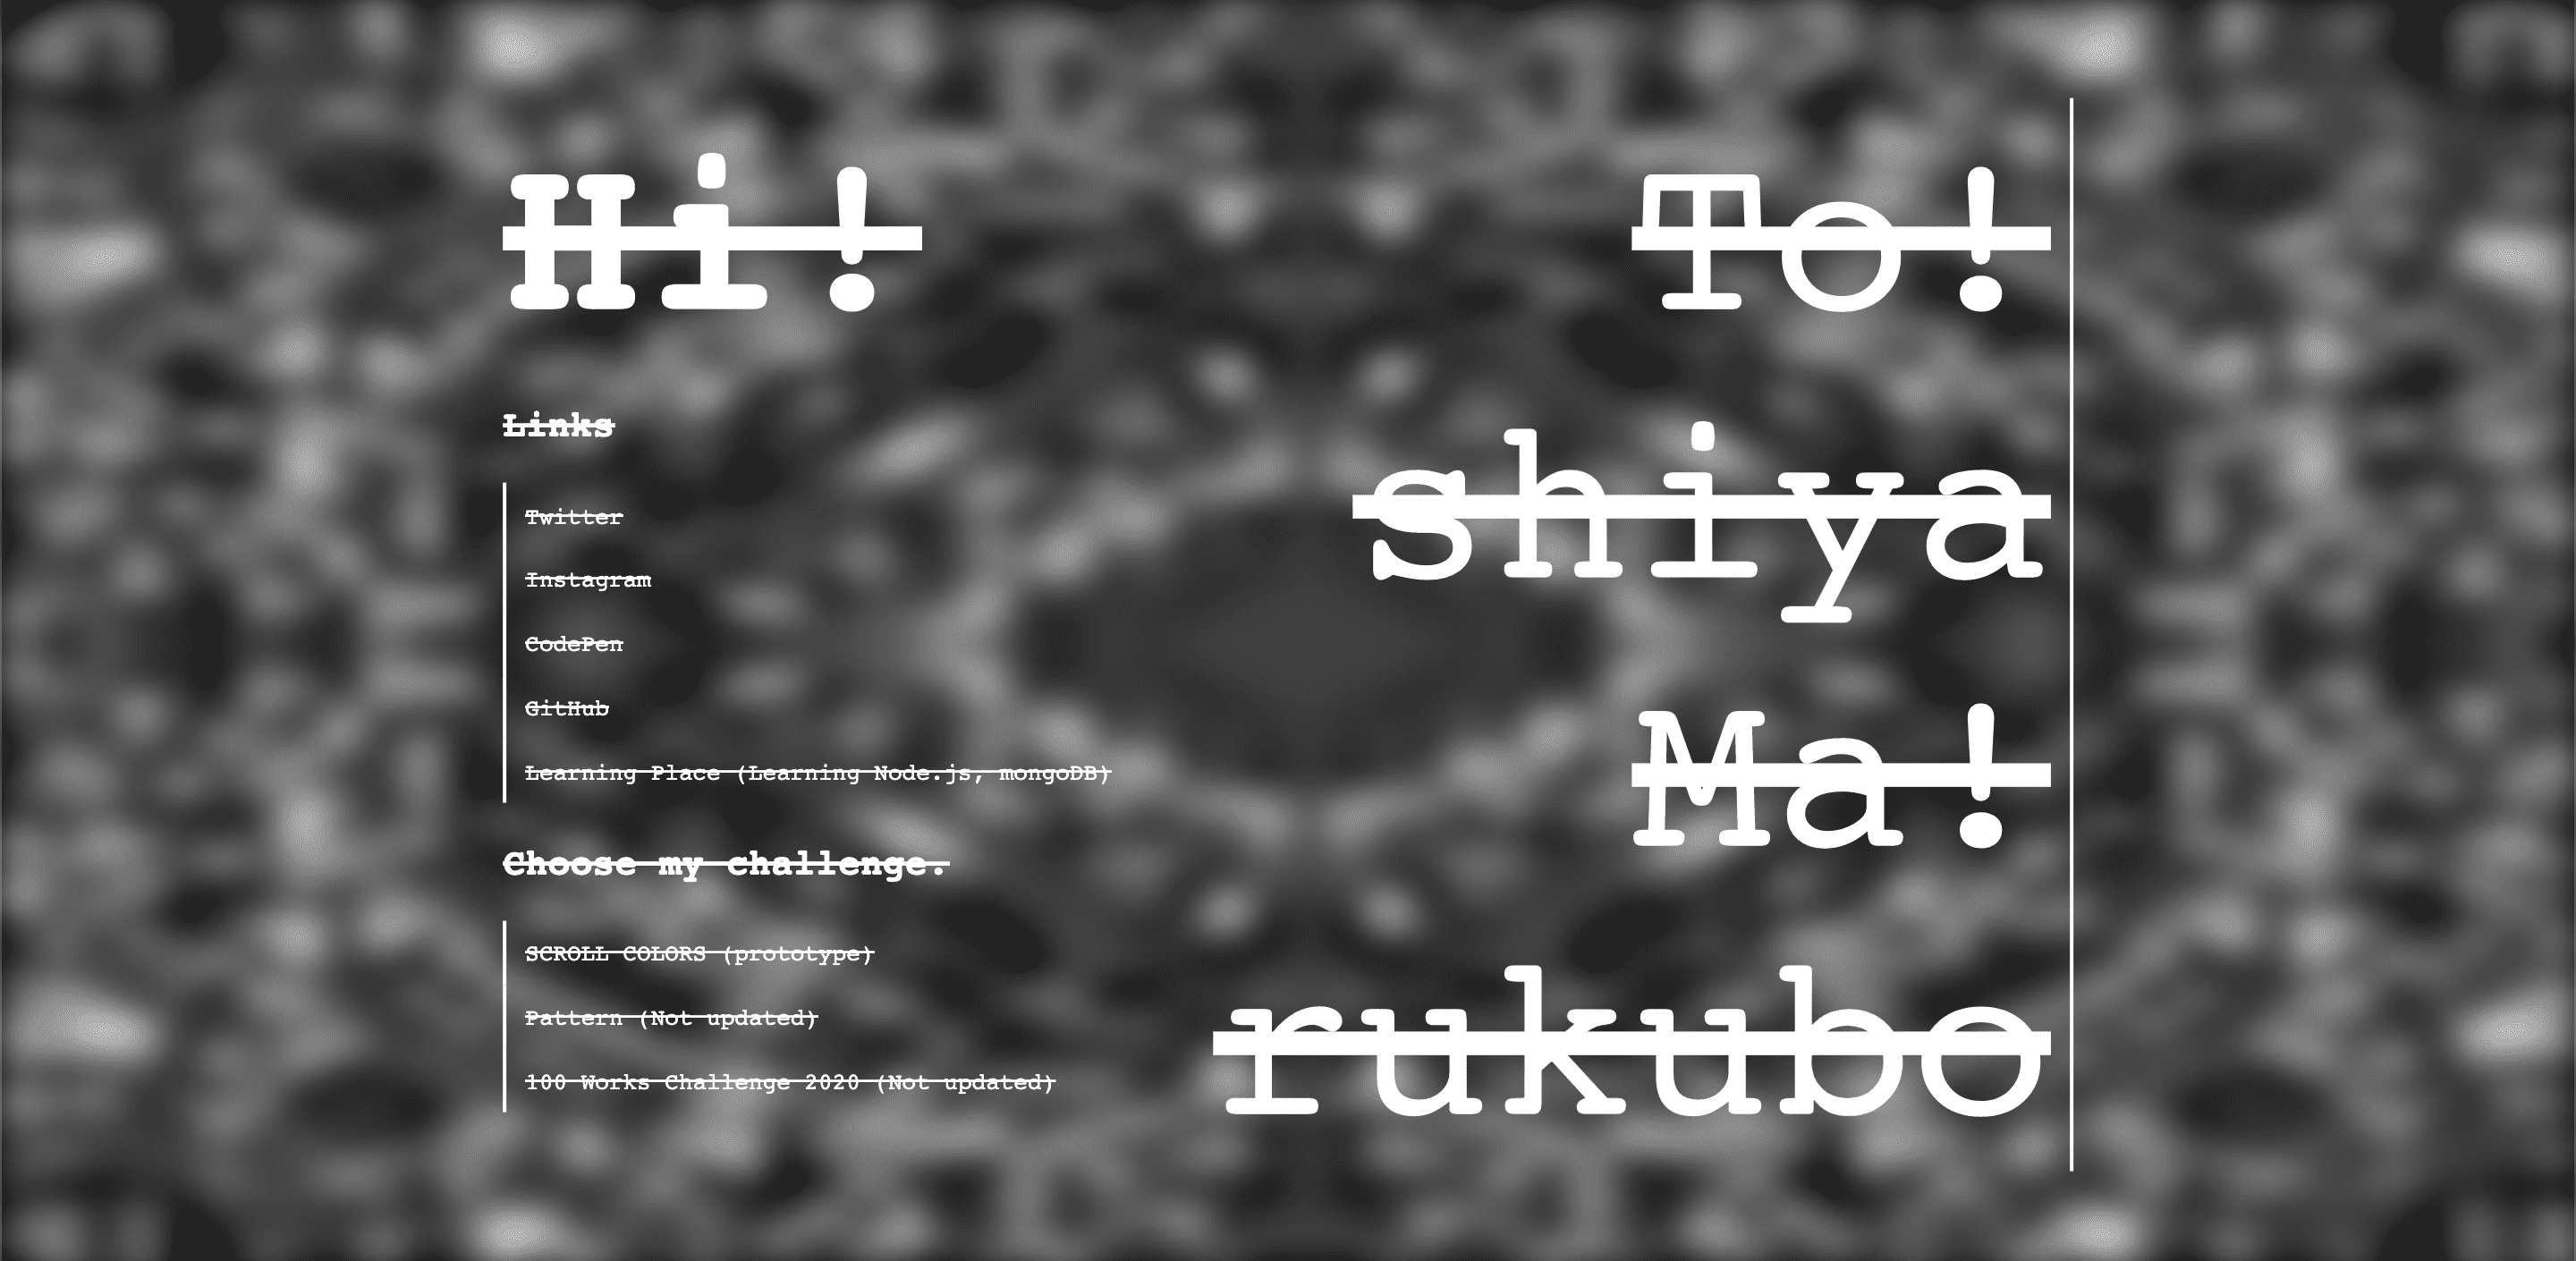 Hi!
Links
Twitter
Instagram
CodePen
GitHub
Learning Place (Learning Node.js, mongoDB)
Choose my challenge.
SCROLL COLORS (prototype)
Pattern (Not updated)
100 Works Challenge 2020 (Not updated)
To!
shiya
Ma!
rukubo